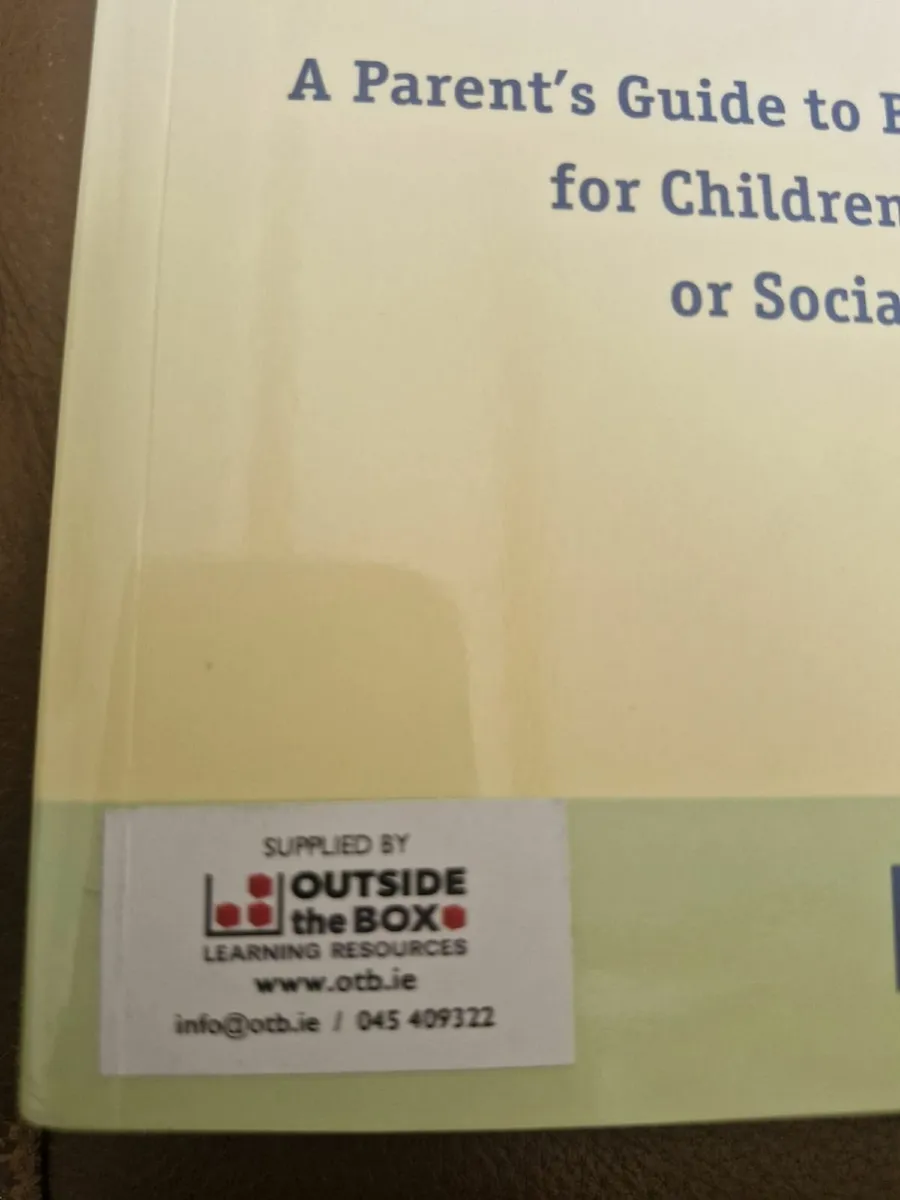 A Parent's Guide to
for Children
or Socia
SUPPLIED BY
OUTSIDE
the BOX
LEARNING RESOURCES
www.otb.ie
info@otb.ie / 045 409322